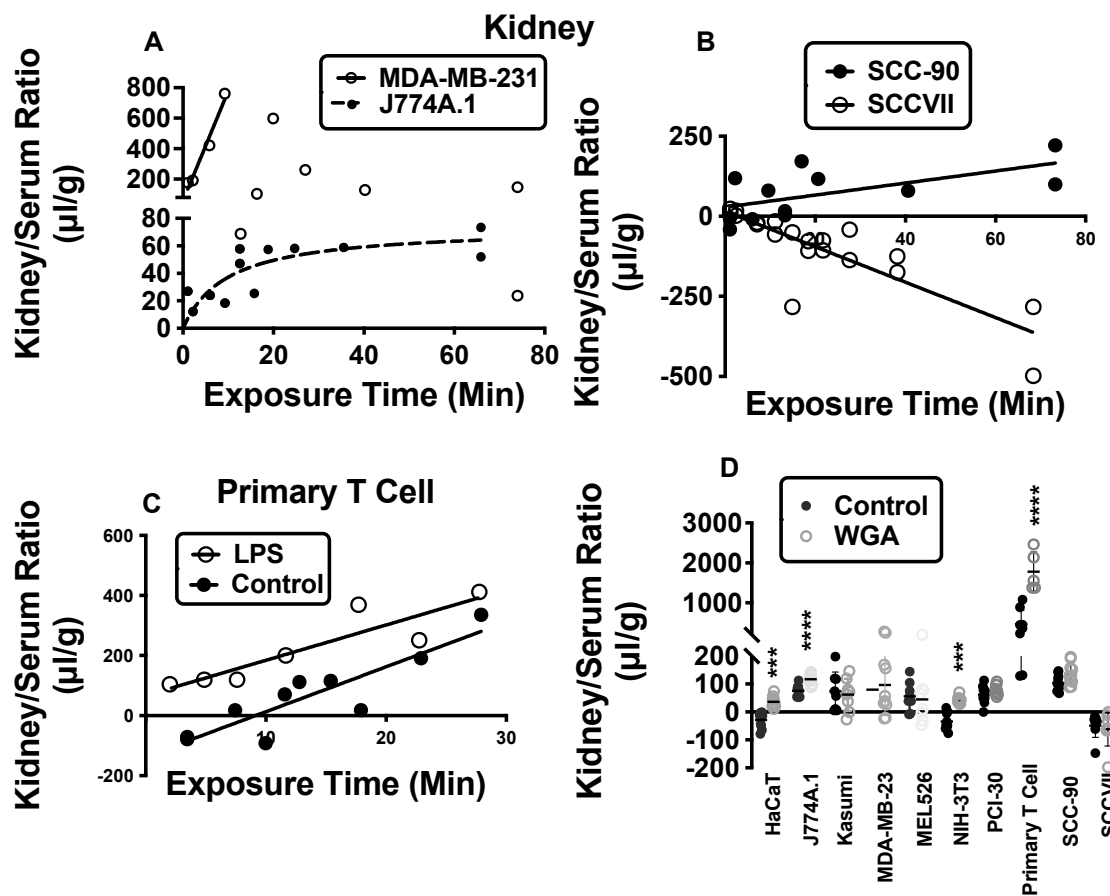 Kidney
A
MDA-MB-231
J774A.1
Kidney/Serum Ratio
(µl/g)
800
600
400
200
80
60
40
20
0
0
20
40
60
80
Exposure Time (Min)
B
SCC-90
SCCVII
Kidney/Serum Ratio
(µl/g)
250
0
-250
-500
20
40
60
80
Exposure Time (Min)
C
Primary T Cell
LPS
Control
Kidney/Serum Ratio
(µl/g)
600
400
200
0
-200
10
20
30
Exposure Time (Min)
D
Control
WGA
Kidney/Serum Ratio
(µl/g)
3000
2000
1000
200
100
0
-100
-200
***
****
***
****
HaCaT
J774A.1
Kasumi
MDA-MB-23
MEL526
NIH-3T3
PCI-30
Primary T Cell
SCC-90
SCCVII